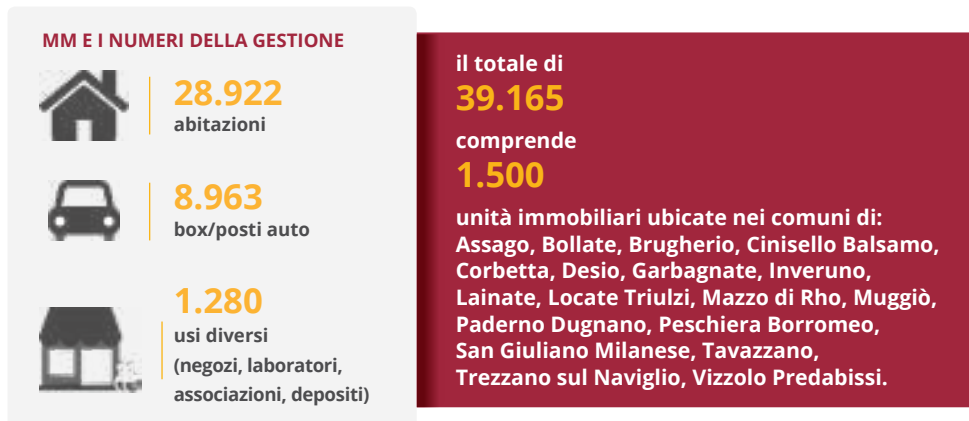 MM E I NUMERI DELLA GESTIONE
28.922
abitazioni
8.963
box/posti auto
1.280
usi diversi
(negozi, laboratori,
associazioni, depositi)
il totale di
39.165
comprende
1.500
unità immobiliari ubicate nei comuni di:
Assago, Bollate, Brugherio, Cinisello Balsamo,
Corbetta, Desio, Garbagnate, Inveruno,
Lainate, Locate Triulzi, Mazzo di Rho, Muggiò,
Paderno Dugnano, Peschiera Borromeo,
San Giuliano Milanese, Tavazzano,
Trezzano sul Naviglio, Vizzolo Predabissi.